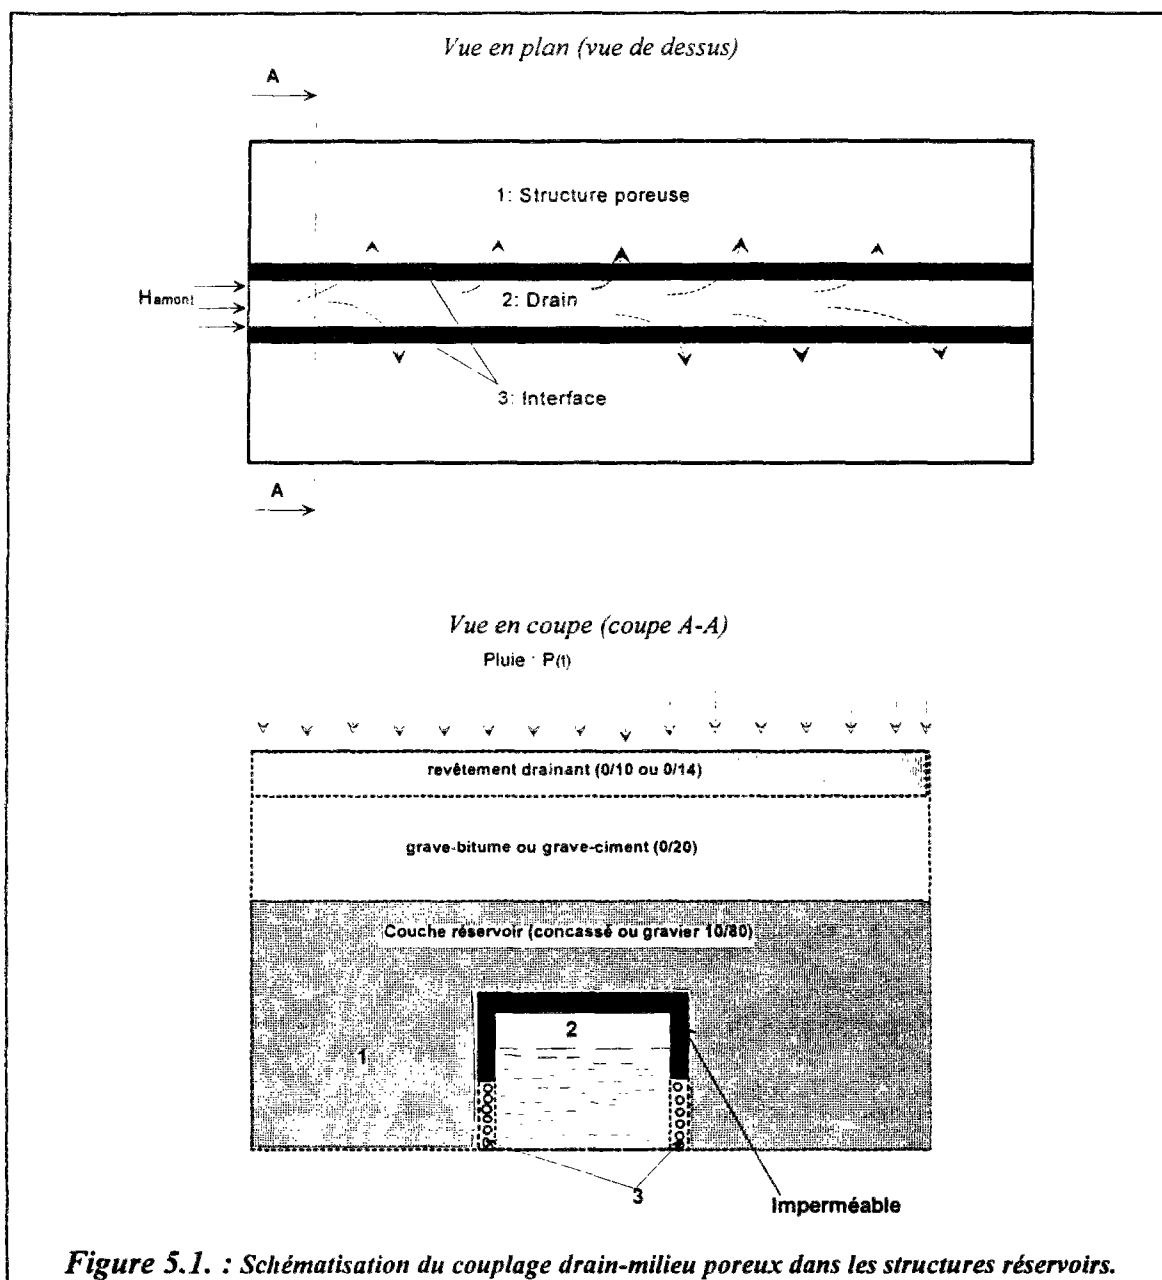 Vue en plan (vue de dessus)
A
1: Structure poreuse
Hamont
2: Drain
3: Interface
A
Vue en coupe (coupe A-A)
Pluie : P(t)
revêtement drainant (0/10 ou 0/14)
grave-bitume ou grave-ciment (0/20)
Couche réservoir (concassé ou gravier 10/80)
2
1
3
Imperméable
Figure 5.1. : Schématisation du couplage drain-milieu poreux dans les structures réservoirs.